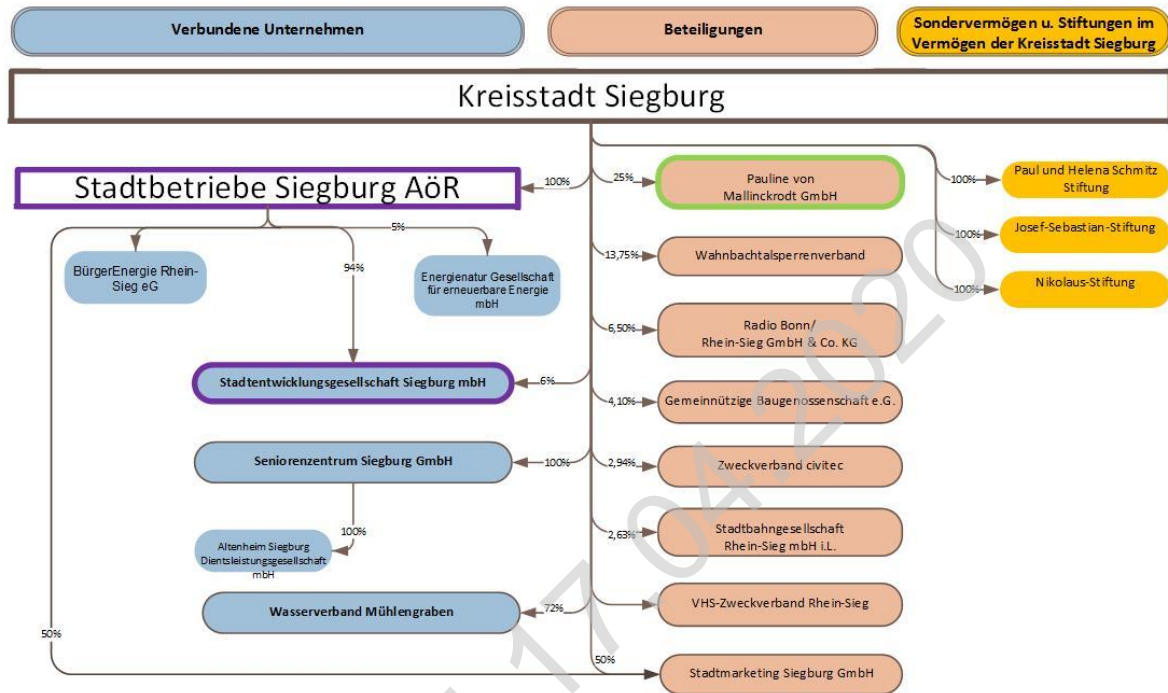 Verbundene Unternehmen
Beteiligungen
Sondervermögen u. Stiftungen im
Vermögen der Kreisstadt Siegburg
Kreisstadt Siegburg
Stadtbetriebe Siegburg AöR
100%
25%
Pauline von
Mallinckrodt GmbH
100%
Paul und Helena Schmitz
Stiftung
5%
100%
Josef-Sebastian-Stiftung
BürgerEnergie Rhein-
Sieg eG
94%
Energienatur Gesellschaft
für erneuerbare Energie
mbH
13,75%
Wahnbachtalsperrenverband
100%
Nikolaus-Stiftung
6,50%
Radio Bonn/
Rhein-Sieg GmbH & Co. KG
Stadtentwicklungsgesellschaft Siegburg mbH
6%
4,10%
Gemeinnützige Baugenossenschaft e.G.
Seniorenzentrum Siegburg GmbH
100%
2,94%
Zweckverband civitec
100%
Altenheim Siegburg
Dientsleistungsgesellschaft
mbH
2,63%
Stadtbahngesellschaft
Rhein-Sieg mbH i.L.
Wasserverband Mühlengraben
72%
VHS-Zweckverband Rhein-Sieg
50%
50%
Stadtmarketing Siegburg GmbH
17.04.2020